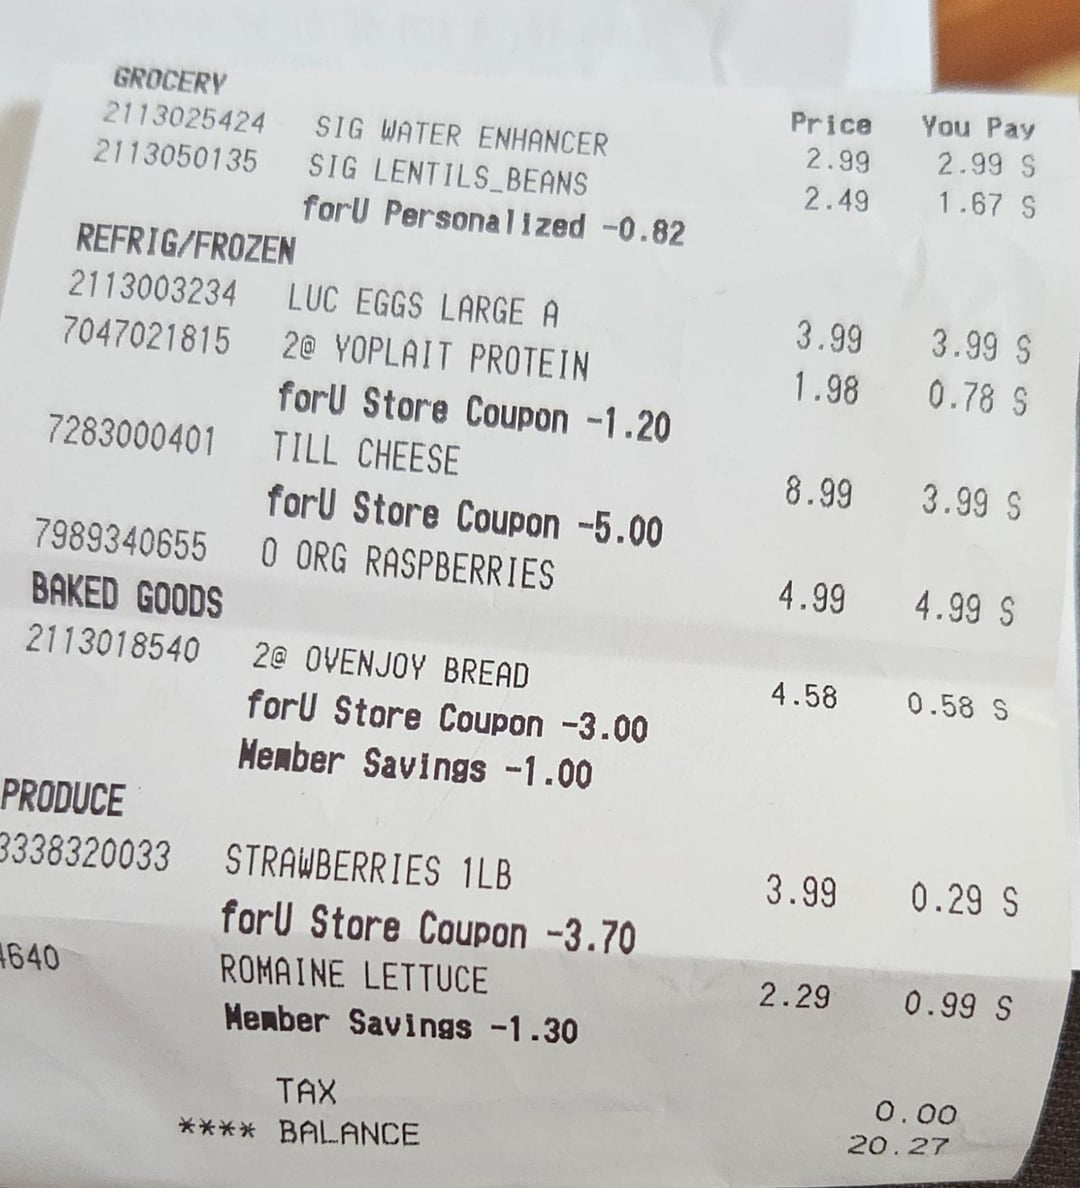 GROCERY Price You Pay
2113025424 SIG WATER ENHANCER 2.99 2.99 S
2113050135 SIG LENTILS_BEANS 2.49 1.67 S
forU Personalized -0.82
REFRIG/FROZEN
2113003234 LUC EGGS LARGE A 3.99 3.99 S
7047021815 2@ YOPLAIT PROTEIN 1.98 0.78 S
forU Store Coupon -1.20
7283000401 TILL CHEESE 8.99 3.99 S
forU Store Coupon -5.00
7989340655 O ORG RASPBERRIES 4.99 4.99 S
BAKED GOODS
2113018540 2@ OVENJOY BREAD 4.58 0.58 S
forU Store Coupon -3.00
Member Savings -1.00
PRODUCE
3338320033 STRAWBERRIES 1LB 3.99 0.29 S
forU Store Coupon -3.70
4640 ROMAINE LETTUCE 2.29 0.99 S
Member Savings -1.30
TAX 0.00
**** BALANCE 20.27